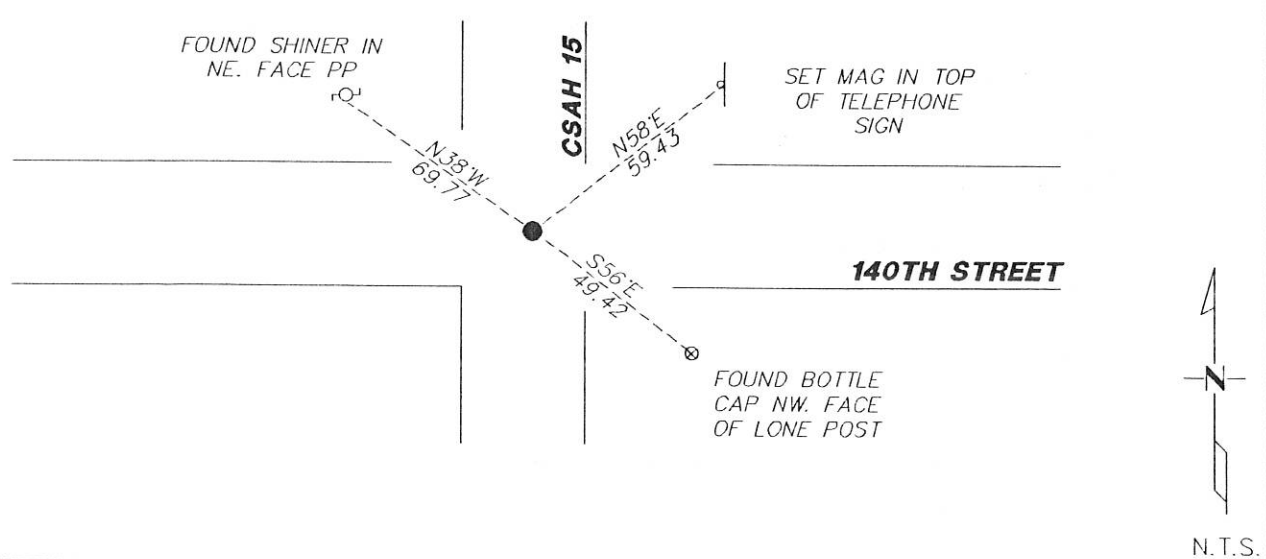 FOUND SHINER IN
NE. FACE PP
CSAH 15
SET MAG IN TOP
OF TELEPHONE
SIGN
N38°W
69.77
N58°E
59.43
S56°E
49.42
140TH STREET
FOUND BOTTLE
CAP NW. FACE
OF LONE POST
N
N.T.S.